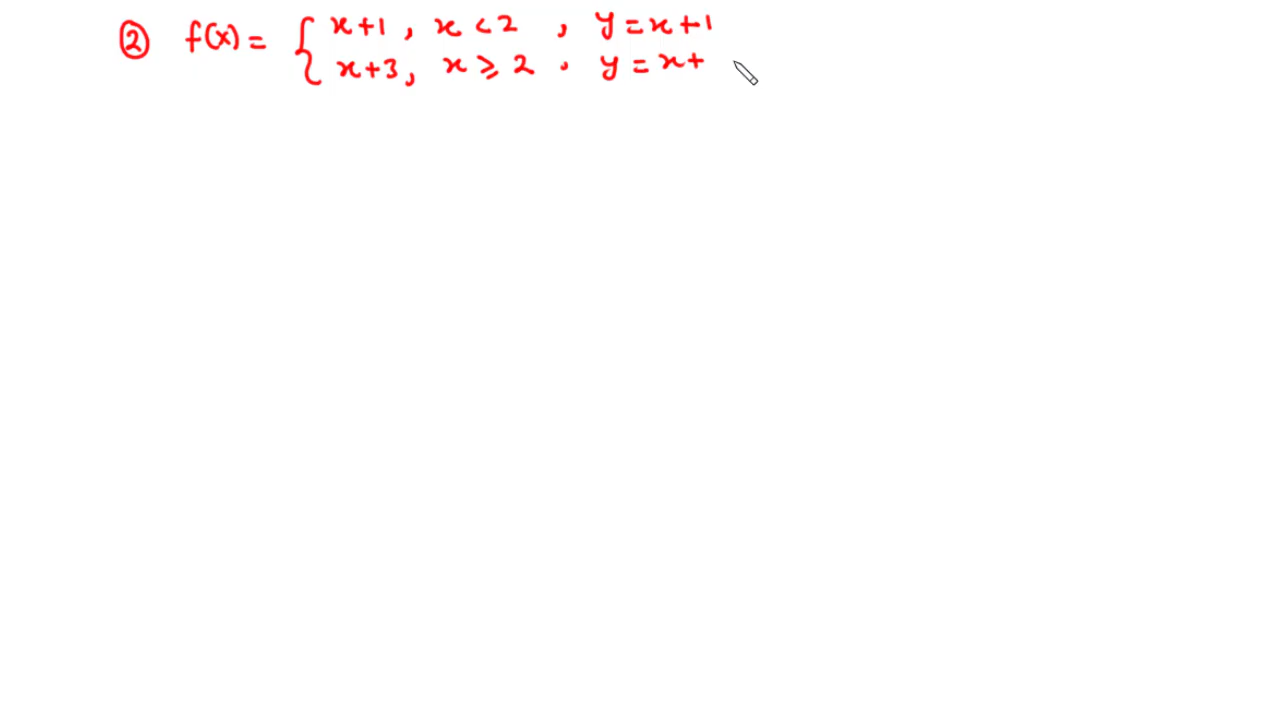 ② f(x) = { x+1 , x < 2 , y = x+1
x+3 , x ⩾ 2 , y = x+